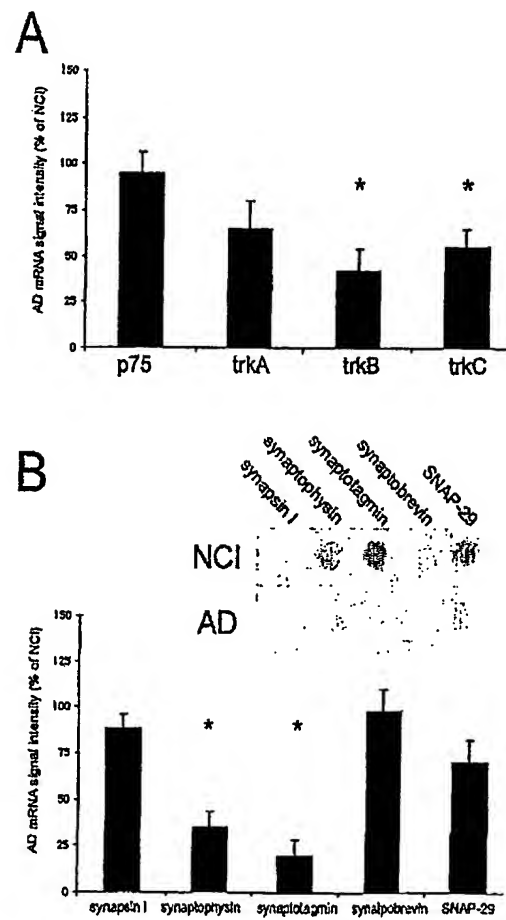 A
AD mRNA signal intensity (% of NCI)
150
125
100
75
50
25
0
*
*
p75 trkA trkB trkC
B
synapsin I
synaptophysin
synaptotagmin
synaptobrevin
SNAP-29
NCI
AD
AD mRNA signal intensity (% of NCI)
150
125
100
75
50
25
0
*
*
synapsin I synaptophysin synaptotagmin synalpobrevin SNAP-29